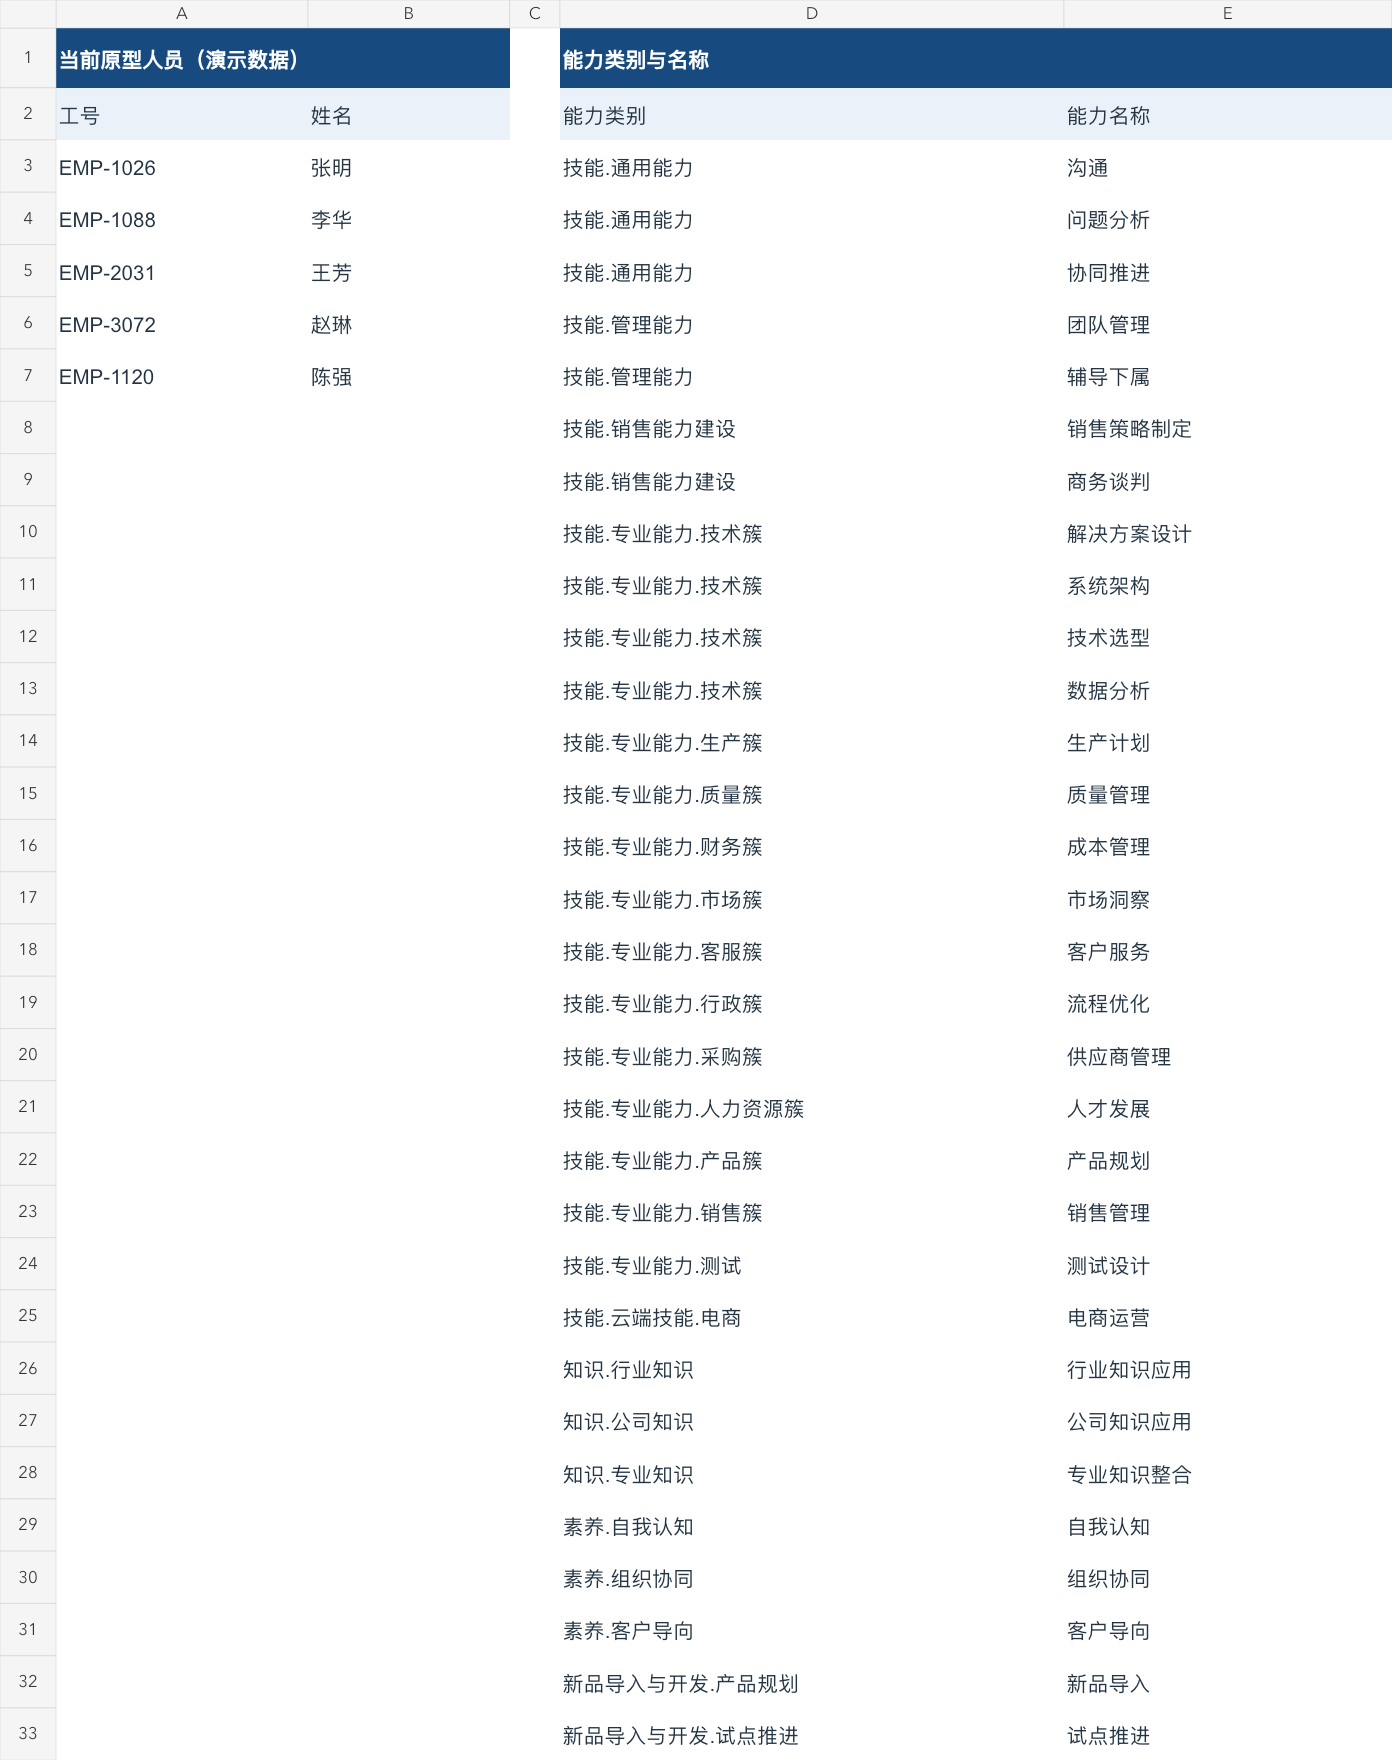 A B C D E
1 当前原型人员（演示数据） 能力类别与名称
2 工号 姓名 能力类别 能力名称
3 EMP-1026 张明 技能.通用能力 沟通
4 EMP-1088 李华 技能.通用能力 问题分析
5 EMP-2031 王芳 技能.通用能力 协同推进
6 EMP-3072 赵琳 技能.管理能力 团队管理
7 EMP-1120 陈强 技能.管理能力 辅导下属
8 技能.销售能力建设 销售策略制定
9 技能.销售能力建设 商务谈判
10 技能.专业能力.技术簇 解决方案设计
11 技能.专业能力.技术簇 系统架构
12 技能.专业能力.技术簇 技术选型
13 技能.专业能力.技术簇 数据分析
14 技能.专业能力.生产簇 生产计划
15 技能.专业能力.质量簇 质量管理
16 技能.专业能力.财务簇 成本管理
17 技能.专业能力.市场簇 市场洞察
18 技能.专业能力.客服簇 客户服务
19 技能.专业能力.行政簇 流程优化
20 技能.专业能力.采购簇 供应商管理
21 技能.专业能力.人力资源簇 人才发展
22 技能.专业能力.产品簇 产品规划
23 技能.专业能力.销售簇 销售管理
24 技能.专业能力.测试 测试设计
25 技能.云端技能.电商 电商运营
26 知识.行业知识 行业知识应用
27 知识.公司知识 公司知识应用
28 知识.专业知识 专业知识整合
29 素养.自我认知 自我认知
30 素养.组织协同 组织协同
31 素养.客户导向 客户导向
32 新品导入与开发.产品规划 新品导入
33 新品导入与开发.试点推进 试点推进